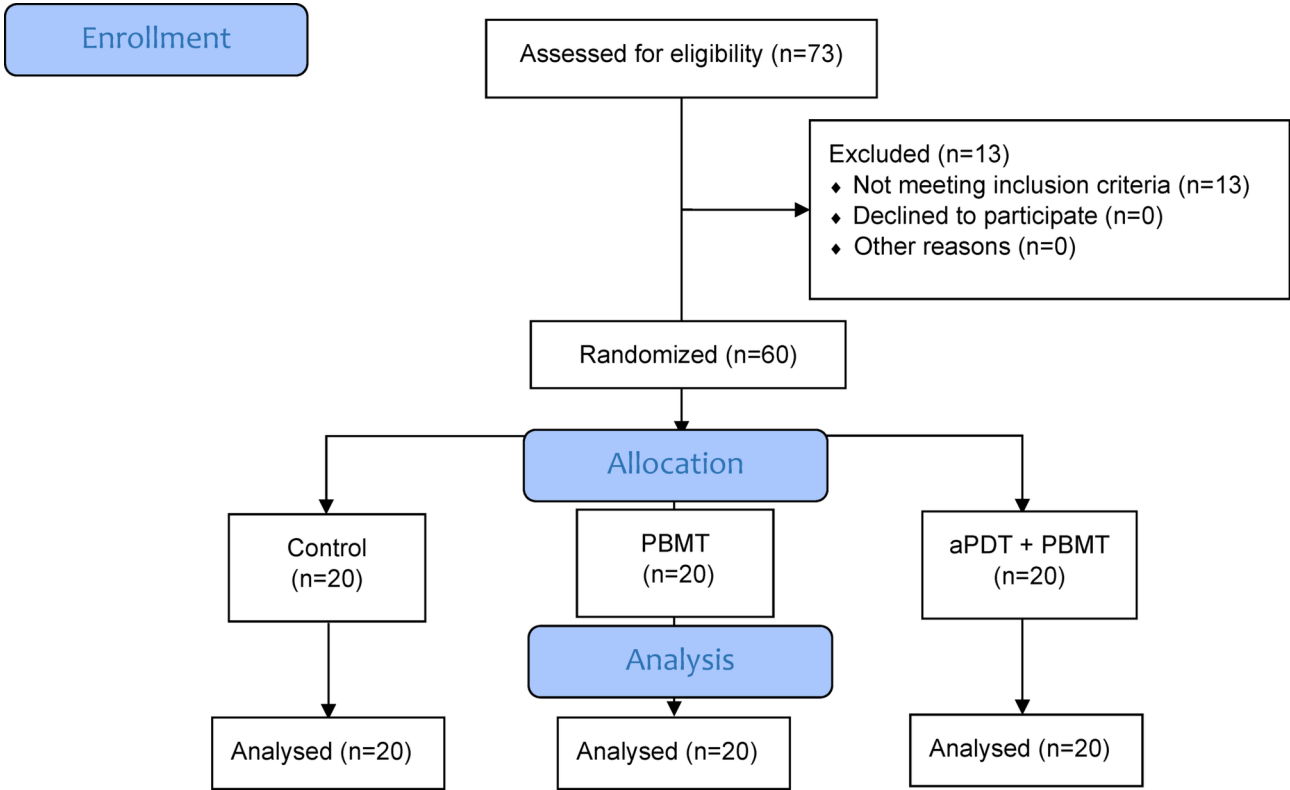 Enrollment
Assessed for eligibility (n=73)
Excluded (n=13)
♦ Not meeting inclusion criteria (n=13)
♦ Declined to participate (n=0)
♦ Other reasons (n=0)
Randomized (n=60)
Allocation
Control
(n=20)
PBMT
(n=20)
aPDT + PBMT
(n=20)
Analysis
Analysed (n=20)
Analysed (n=20)
Analysed (n=20)